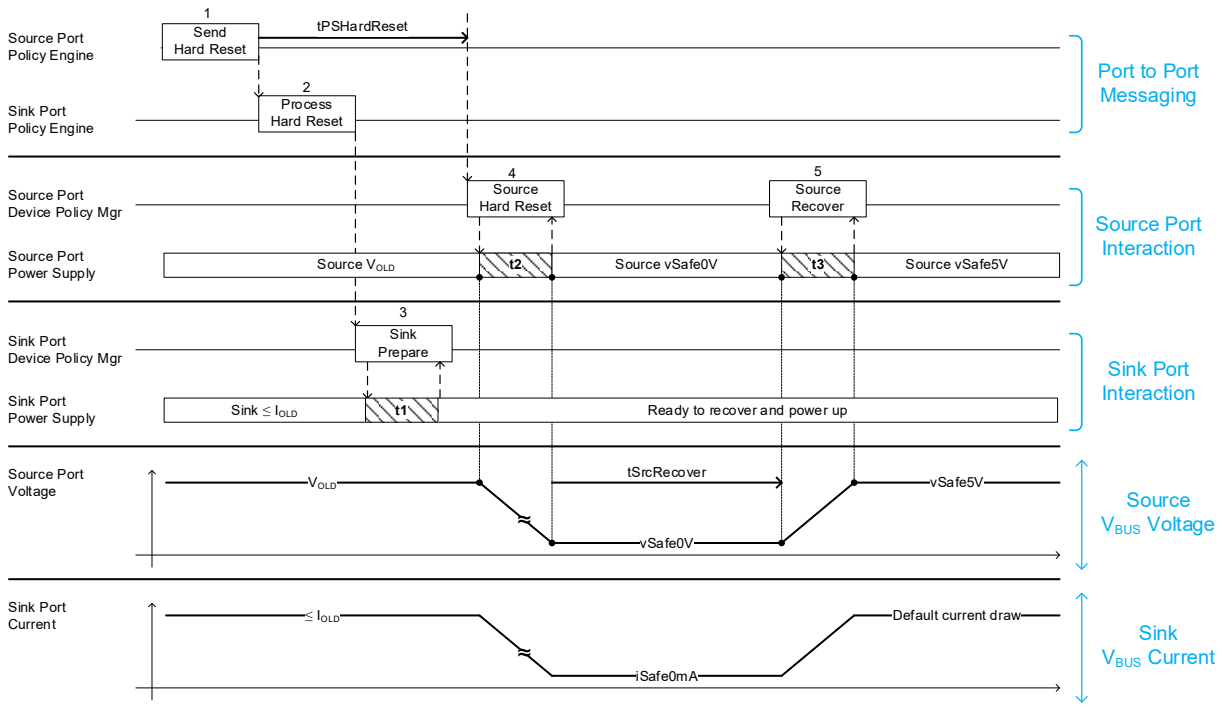 1
Source Port
Policy Engine
Send
Hard Reset
tPSHardReset
Port to Port
Messaging
2
Sink Port
Policy Engine
Process
Hard Reset
Source Port
Device Policy Mgr
4
Source
Hard Reset
5
Source
Recover
Source Port
Interaction
Source Port
Power Supply
Source VOLD
t2
Source vSafe0V
t3
Source vSafe5V
3
Sink Port
Device Policy Mgr
Sink
Prepare
Sink Port
Interaction
Sink Port
Power Supply
Sink ≤ IOLD
t1
Ready to recover and power up
Source Port
Voltage
VOLD
tSrcRecover
vSafe0V
vSafe5V
Source
VBUS Voltage
Sink Port
Current
≤ IOLD
iSafe0mA
Default current draw
Sink
VBUS Current